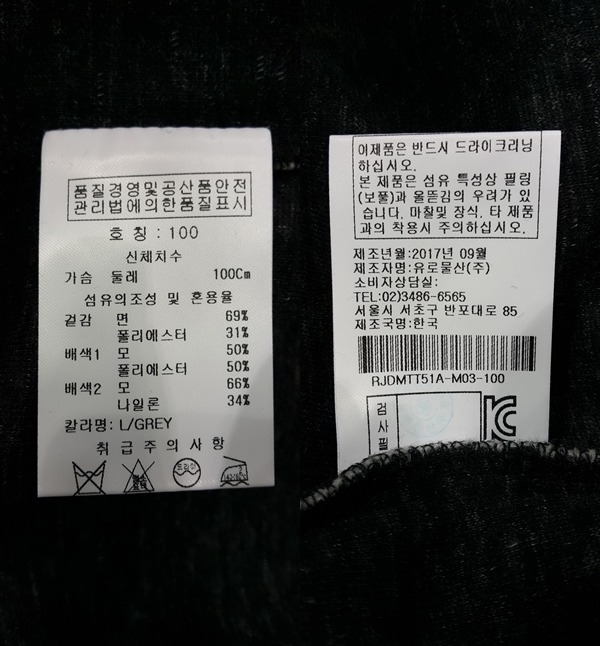 품질경영및공산품안전
관리법에의한품질표시
호 칭 : 100
신체치수
가슴 둘레 100Cm
섬유의조성 및 혼용율
겉감 면 69%
폴리에스터 31%
배색1 모 50%
폴리에스터 50%
배색2 모 66%
나일론 34%
칼라명: L/GREY
취 급 주 의 사 항
드라이
이제품은 반드시 드라이크리닝
하십시오.
본 제품은 섬유 특성상 필링
(보풀)과 올뜯김의 우려가 있
습니다. 마찰및 장식. 타 제품
과의 착용시 주의하십시오.
제조년월:2017년 09월
제조자명:유로물산(주)
소비자상담실:
TEL:02)3486-6565
서울시 서초구 반포대로 85
제조국명:한국
RJDMTT51A-M03-100
검
사
필